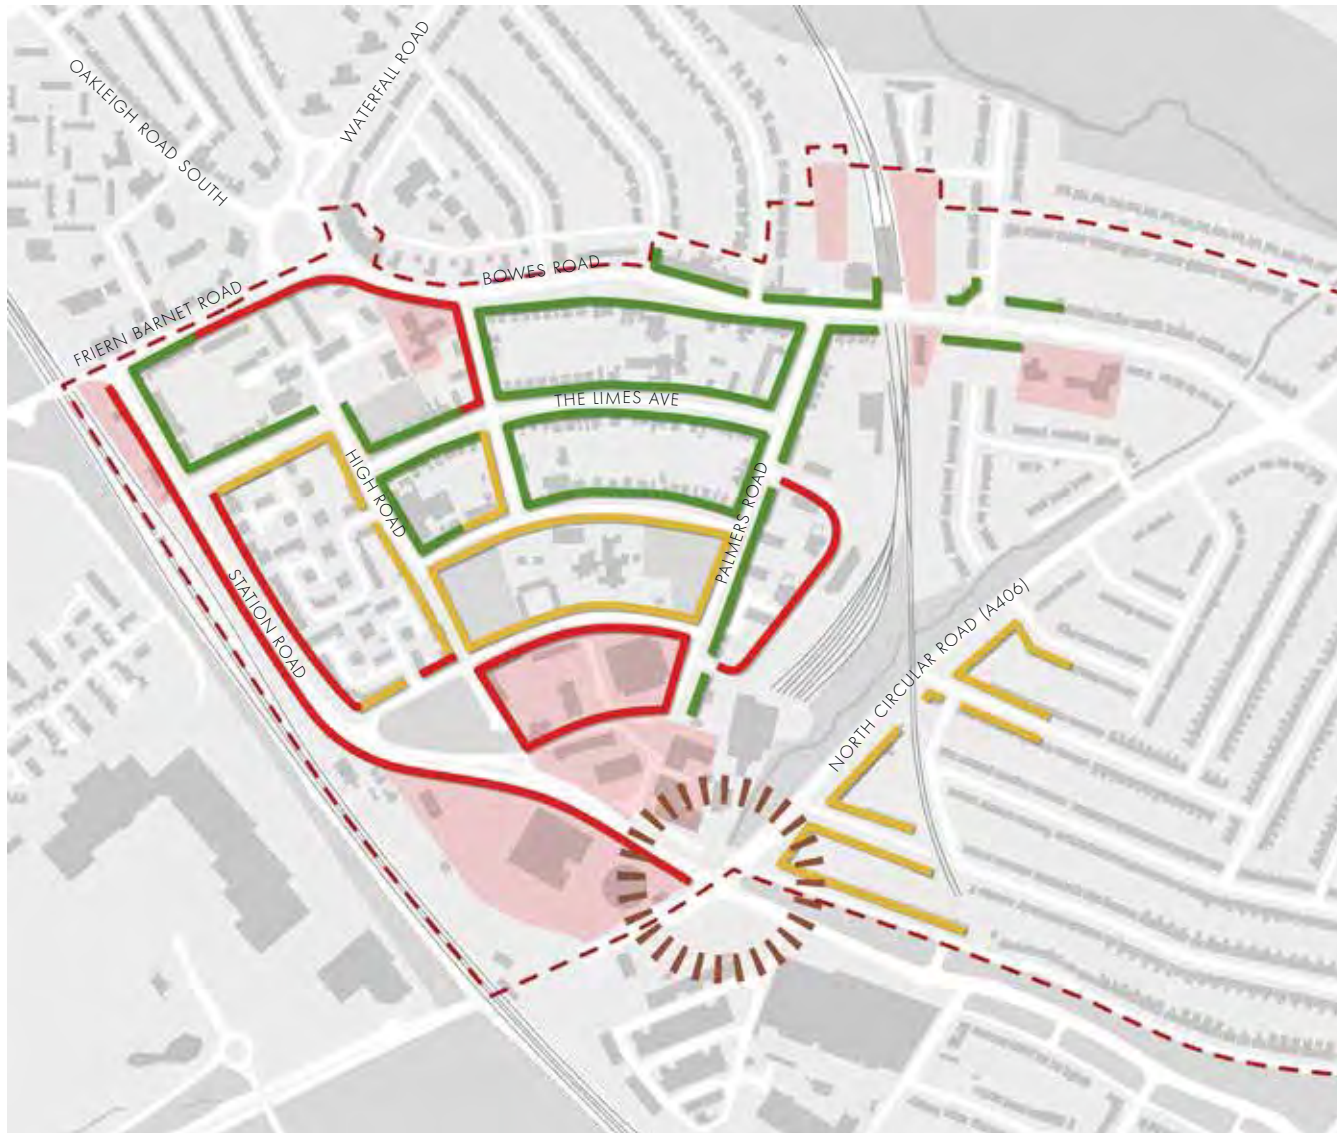 WATERFALL ROAD
OAKLEIGH ROAD SOUTH
BOWES ROAD
FRIERN BARNET ROAD
THE LIMES AVE
HIGH ROAD
PALMERS ROAD
STATION ROAD
NORTH CIRCULAR ROAD (A406)